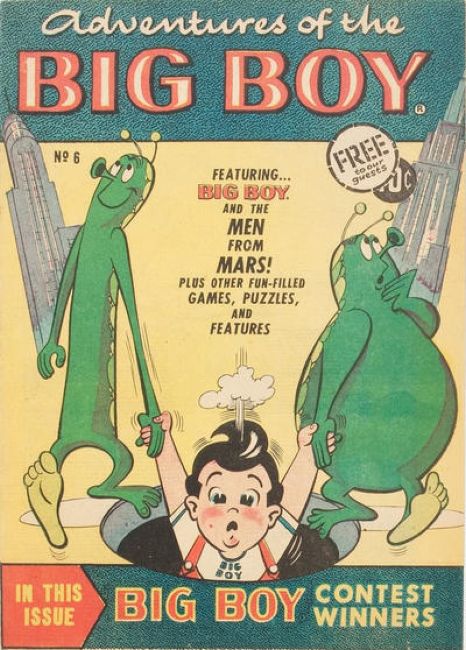 Adventures of the
BIG BOY®
Nº 6
FREE
to our
guests
10¢
FEATURING...
BIG BOY
AND THE
MEN
FROM
MARS!
PLUS OTHER FUN-FILLED
GAMES, PUZZLES,
AND
FEATURES
BIG
BOY
IN THIS
ISSUE
BIG BOY
CONTEST
WINNERS